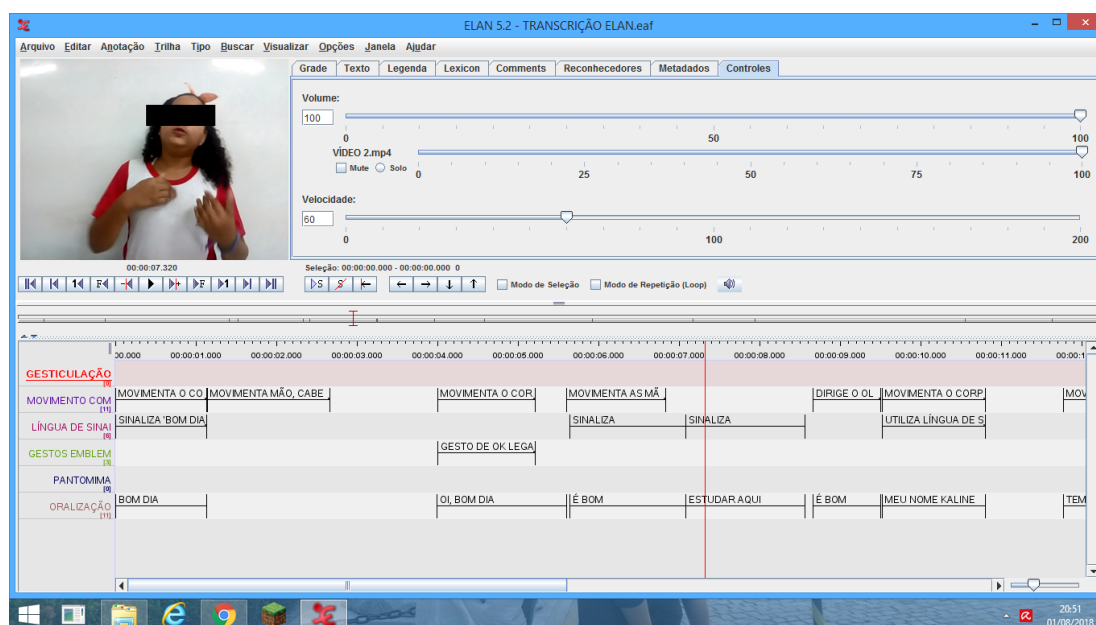 ELAN 5.2 - TRANSCRIÇÃO ELAN.eaf
Arquivo Editar Anotação Trilha Tipo Buscar Visualizar Opções Janela Ajudar
Grade Texto Legenda Lexicon Comments Reconhecedores Metadados Controles
Volume:
100
0 50 100
VÍDEO 2.mp4
Mute Solo 0 25 50 75 100
Velocidade:
60
0 100 200
00:00:07.320
Seleção: 00:00:00.000 - 00:00:00.000 0
Modo de Seleção Modo de Repetição (Loop)
00.000 00:00:01.000 00:00:02.000 00:00:03.000 00:00:04.000 00:00:05.000 00:00:06.000 00:00:07.000 00:00:08.000 00:00:09.000 00:00:10.000 00:00:11.000 00:00:1
GESTICULAÇÃO
[0]
MOVIMENTO COM MOVIMENTA O CO MOVIMENTA MÃO, CABE MOVIMENTA O COR MOVIMENTA AS MÃ DIRIGE O OL MOVIMENTA O CORP MOV
[11]
LÍNGUA DE SINAI SINALIZA 'BOM DIA SINALIZA SINALIZA UTILIZA LÍNGUA DE S
[6]
GESTOS EMBLEM GESTO DE OK LEGA
[3]
PANTOMIMA
[0]
ORALIZAÇÃO BOM DIA OI, BOM DIA É BOM ESTUDAR AQUI É BOM MEU NOME KALINE TEM
[11]
20:51
01/08/2018